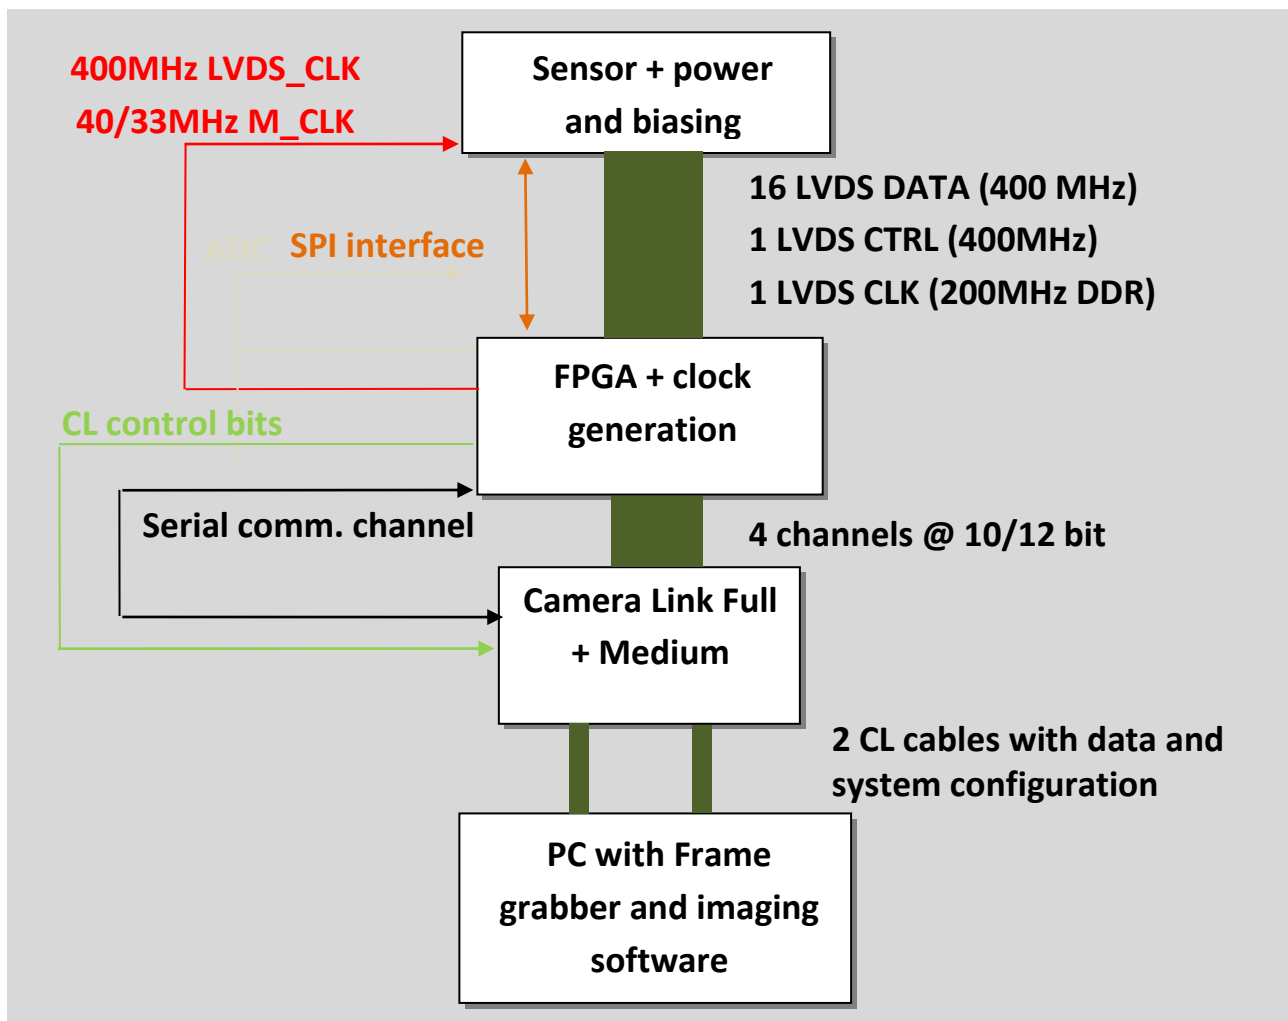 400MHz LVDS_CLK
40/33MHz M_CLK
Sensor + power
and biasing
16 LVDS DATA (400 MHz)
1 LVDS CTRL (400MHz)
1 LVDS CLK (200MHz DDR)
ADC
SPI interface
FPGA + clock
generation
CL control bits
Serial comm. channel
4 channels @ 10/12 bit
Camera Link Full
+ Medium
2 CL cables with data and
system configuration
PC with Frame
grabber and imaging
software